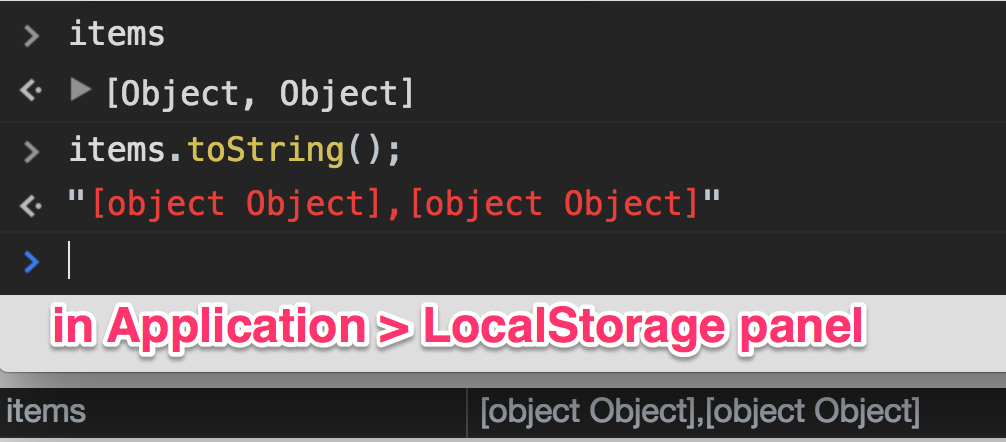 items
[Object, Object]
items.toString();
"[object Object],[object Object]"
in Application > LocalStorage panel
items [object Object],[object Object]